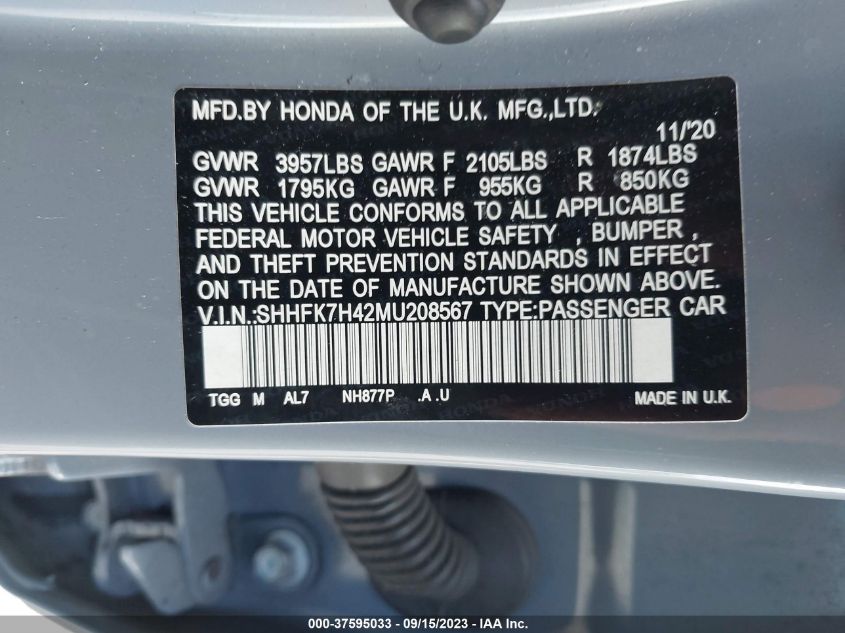 MFD.BY HONDA OF THE U.K. MFG.,LTD.
11/'20
GVWR 3957LBS GAWR F 2105LBS R 1874LBS
GVWR 1795KG GAWR F 955KG R 850KG
THIS VEHICLE CONFORMS TO ALL APPLICABLE
FEDERAL MOTOR VEHICLE SAFETY , BUMPER ,
AND THEFT PREVENTION STANDARDS IN EFFECT
ON THE DATE OF MANUFACTURE SHOWN ABOVE.
V.I.N.:SHHFK7H42MU208567 TYPE:PASSENGER CAR
TGG M AL7 NH877P .A .U MADE IN U.K.
000-37595033 - 09/15/2023 - IAA Inc.